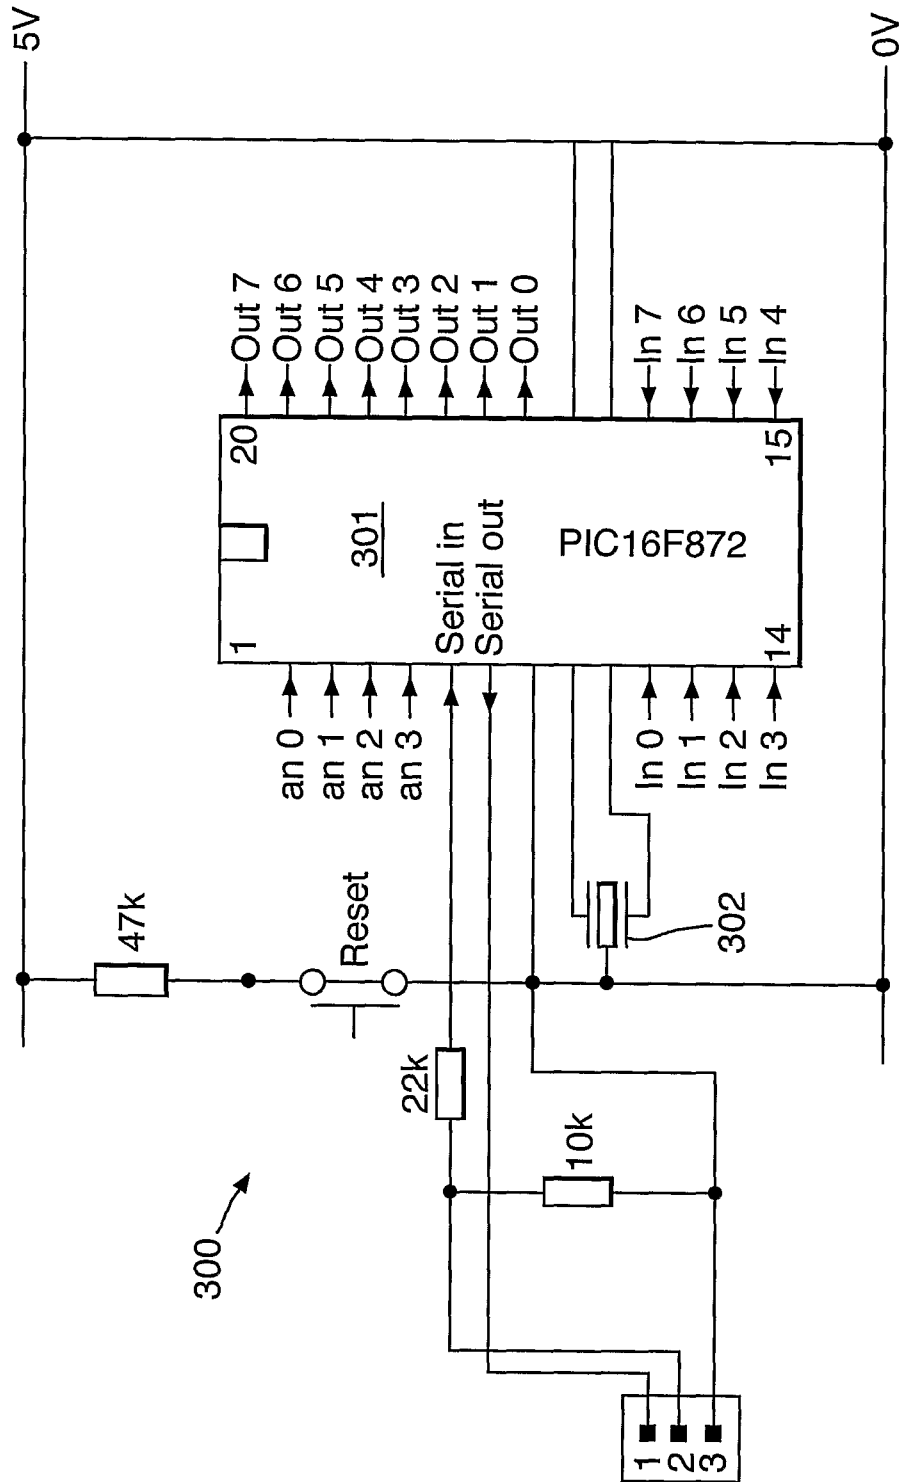 5V
0V
47k
Reset
22k
10k
300
302
301
1
20
14
15
PIC16F872
Serial in
Serial out
an 0
an 1
an 2
an 3
In 0
In 1
In 2
In 3
Out 7
Out 6
Out 5
Out 4
Out 3
Out 2
Out 1
Out 0
In 7
In 6
In 5
In 4
1
2
3